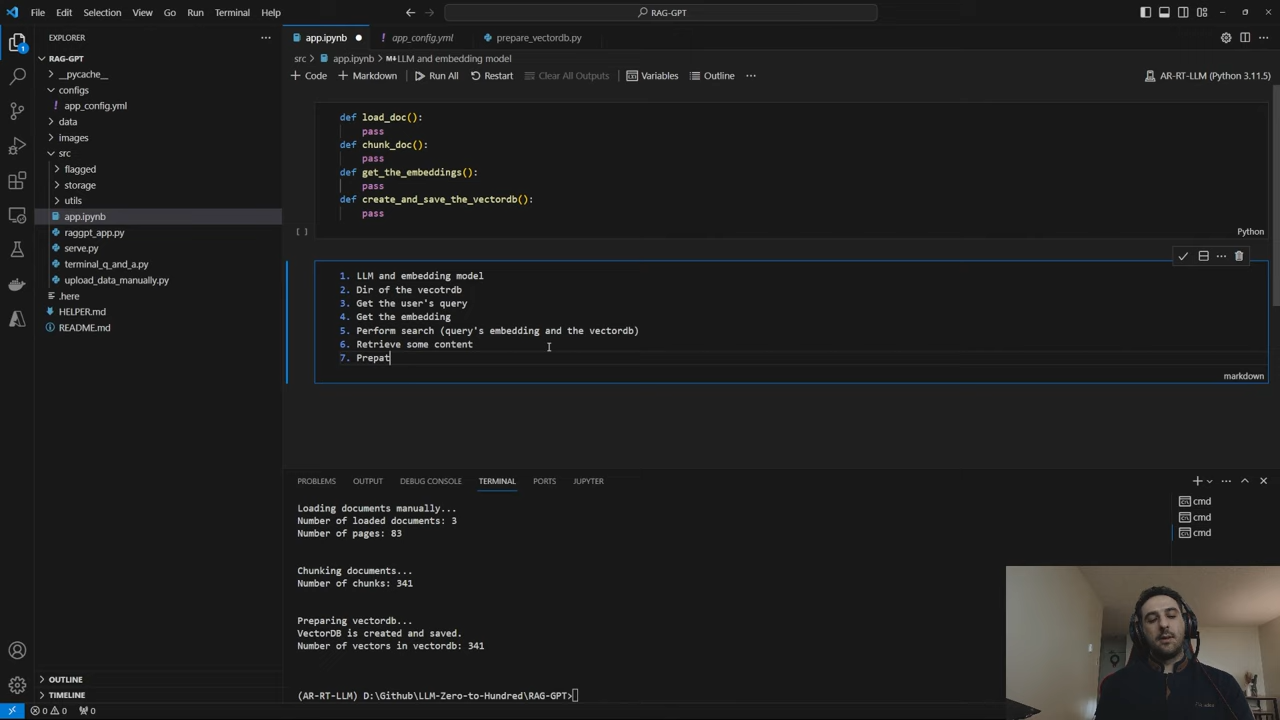 File Edit Selection View Go Run Terminal Help
RAG-GPT
EXPLORER
app.ipynb
app_config.yml
prepare_vectordb.py
RAG-GPT
src > app.ipynb > LLM and embedding model
__pycache__
+ Code + Markdown Run All Restart Clear All Outputs Variables Outline ...
AR-RT-LLM (Python 3.11.5)
configs
app_config.yml
data
images
src
flagged
storage
utils
app.ipynb
raggpt_app.py
serve.py
terminal_q_and_a.py
upload_data_manually.py
.here
HELPER.md
README.md
OUTLINE
TIMELINE
def load_doc():
pass
def chunk_doc():
pass
def get_the_embeddings():
pass
def create_and_save_the_vectordb():
pass
[ ]
Python
1. LLM and embedding model
2. Dir of the vecotrdb
3. Get the user's query
4. Get the embedding
5. Perform search (query's embedding and the vectordb)
6. Retrieve some content
7. Prepat
markdown
PROBLEMS OUTPUT DEBUG CONSOLE TERMINAL PORTS JUPYTER
Loading documents manually...
Number of loaded documents: 3
Number of pages: 83
Chunking documents...
Number of chunks: 341
Preparing vectordb...
VectorDB is created and saved.
Number of vectors in vectordb: 341
(AR-RT-LLM) D:\Github\LLM-Zero-to-Hundred\RAG-GPT>
cmd
cmd
cmd
1
0 0 0